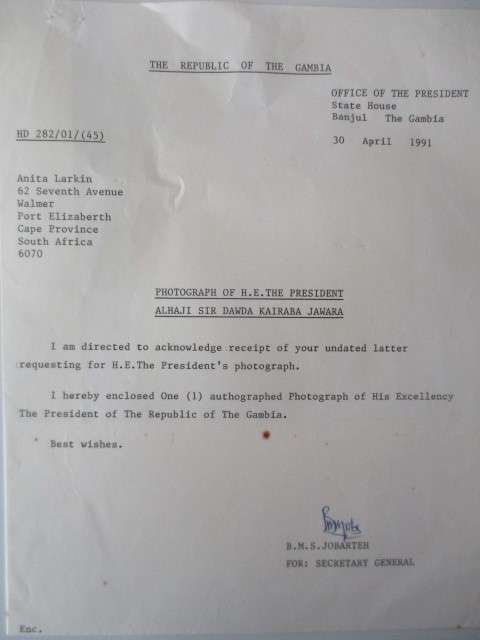 THE REPUBLIC OF THE GAMBIA
OFFICE OF THE PRESIDENT
State House
Banjul The Gambia
HD 282/01/(45)
30 April 1991
Anita Larkin
62 Seventh Avenue
Walmer
Port Elizaberth
Cape Province
South Africa
6070
PHOTOGRAPH OF H.E.THE PRESIDENT
ALHAJI SIR DAWDA KAIRABA JAWARA
I am directed to acknowledge receipt of your undated latter
requesting for H.E.The President's photograph.
I hereby enclosed One (1) authographed Photograph of His Excellency
The President of The Republic of The Gambia.
Best wishes.
B.M.S.JOBARTEH
FOR: SECRETARY GENERAL
Enc.